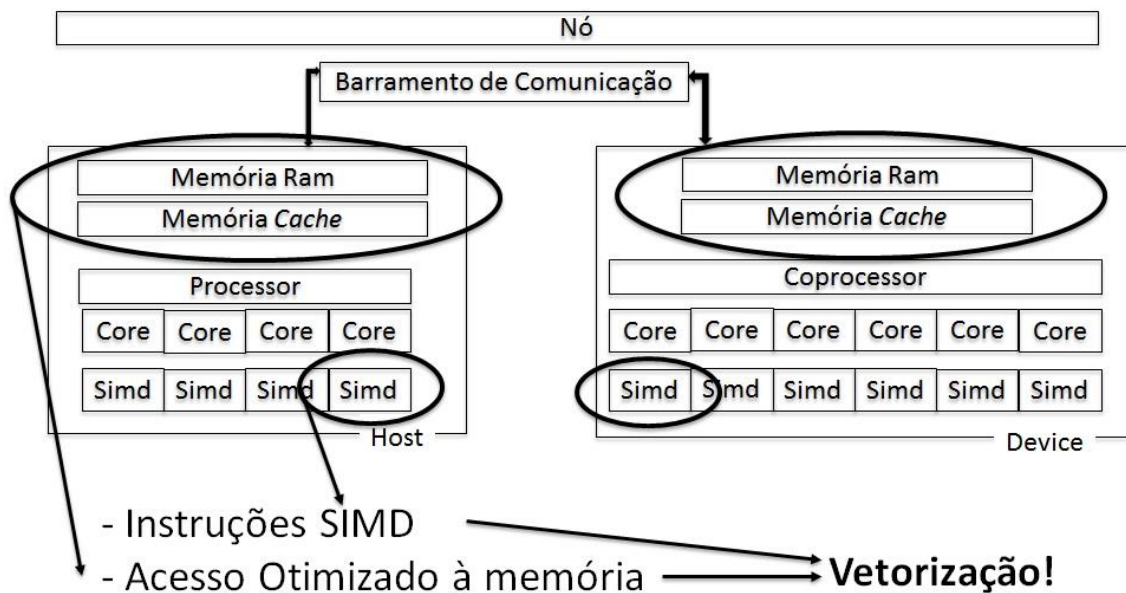 Nó
Barramento de Comunicação
Memória Ram
Memória Cache
Processor
Core Core Core Core
Simd Simd Simd Simd
Host
Memória Ram
Memória Cache
Coprocessor
Core Core Core Core Core Core
Simd Simd Simd Simd Simd Simd
Device
- Instruções SIMD
- Acesso Otimizado à memória
Vetorização!